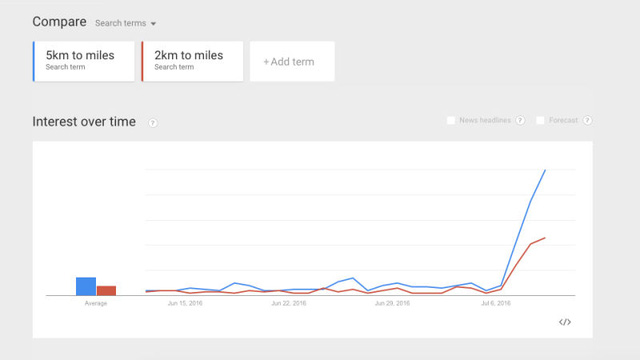 Compare Search terms
5km to miles
Search term
2km to miles
Search term
+Add term
Interest over time ?
News headlines ? Forecast ?
Average
Jun 15, 2016
Jun 22, 2016
Jun 29, 2016
Jul 6, 2016
</>